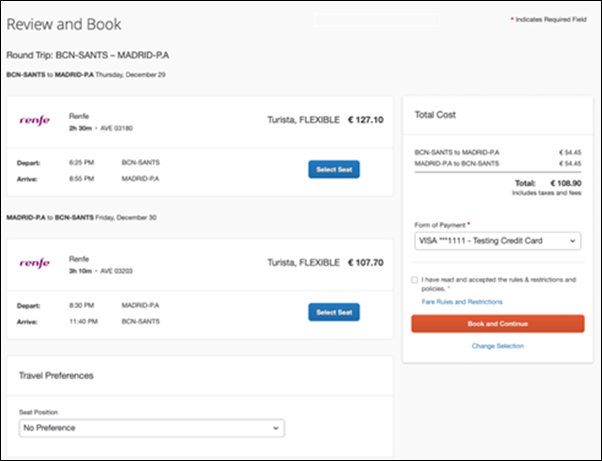 Review and Book
* Indicates Required Field
Round Trip: BCN-SANTS – MADRID-P.A
BCN-SANTS to MADRID-P.A Thursday, December 29
renfe
Renfe
2h 30m • AVE 03180
Turista, FLEXIBLE € 127.10
Depart: 6:25 PM BCN-SANTS
Arrive: 8:55 PM MADRID-P.A
Select Seat
MADRID-P.A to BCN-SANTS Friday, December 30
renfe
Renfe
3h 10m • AVE 03203
Turista, FLEXIBLE € 107.70
Depart: 8:30 PM MADRID-P.A
Arrive: 11:40 PM BCN-SANTS
Select Seat
Travel Preferences
Seat Position
No Preference
Total Cost
BCN-SANTS to MADRID-P.A € 54.45
MADRID-P.A to BCN-SANTS € 54.45
Total: € 108.90
Includes taxes and fees
Form of Payment *
VISA ***1111 - Testing Credit Card
I have read and accepted the rules & restrictions and
policies. *
Fare Rules and Restrictions
Book and Continue
Change Selection